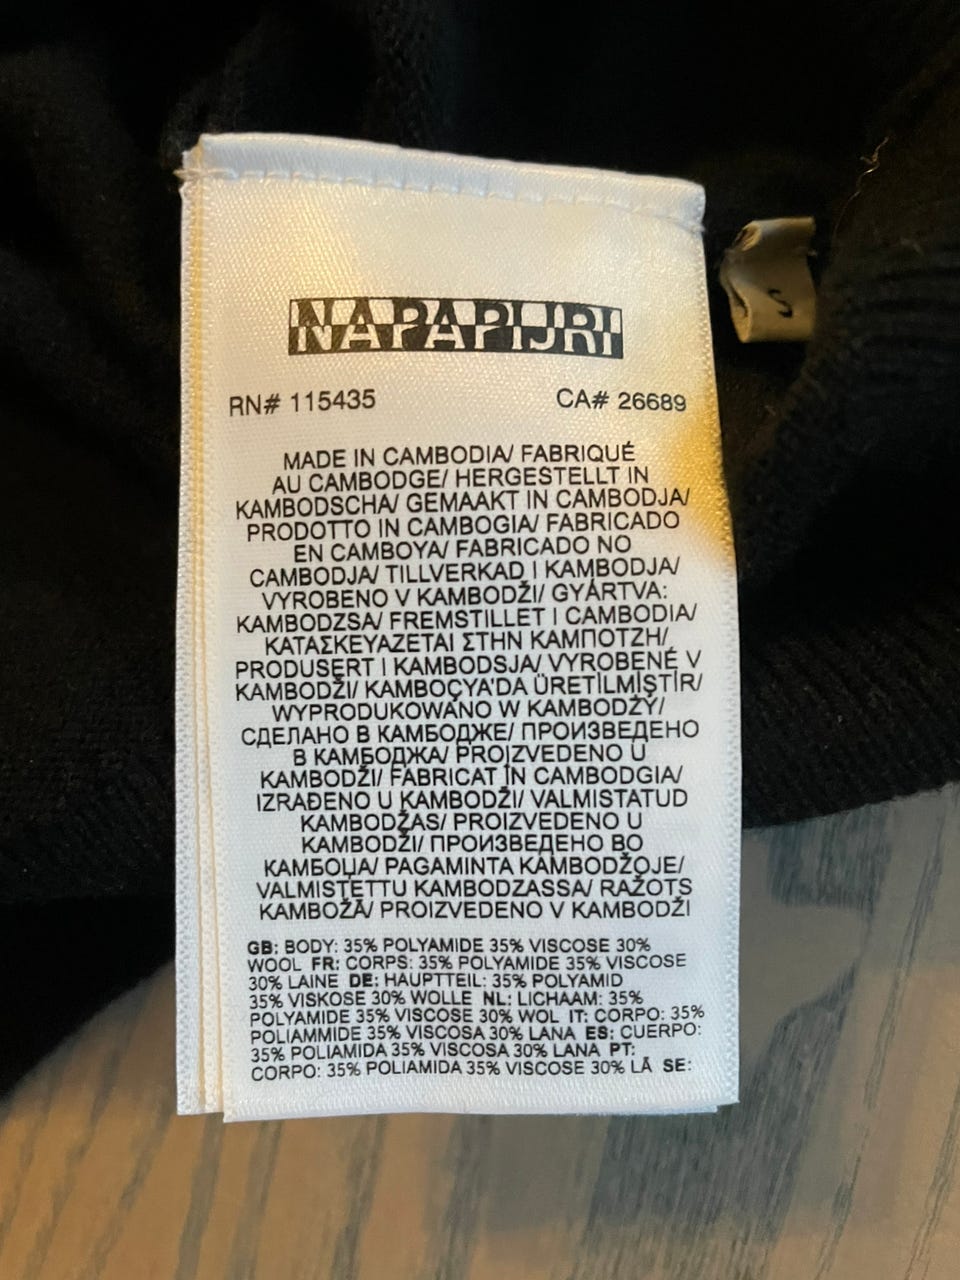 NAPAPIJRI
RN# 115435 CA# 26689
MADE IN CAMBODIA/ FABRIQUÉ
AU CAMBODGE/ HERGESTELLT IN
KAMBODSCHA/ GEMAAKT IN CAMBODJA/
PRODOTTO IN CAMBOGIA/ FABRICADO
EN CAMBOYA/ FABRICADO NO
CAMBODJA/ TILLVERKAD I KAMBODJA/
VYROBENO V KAMBODŽI/ GYÁRTVA:
KAMBODZSA/ FREMSTILLET I CAMBODIA/
ΚΑΤΑΣΚΕΥΑΖΕΤΑΙ ΣΤΗΝ ΚΑΜΠΟΤΖΗ/
PRODUSERT I KAMBODSJA/ VYROBENÉ V
KAMBODŽI/ KAMBOÇYA'DA ÜRETİLMİŞTİR/
WYPRODUKOWANO W KAMBODŻY/
СДЕЛАНО В КАМБОДЖЕ/ ПРОИЗВЕДЕНО
В КАМБОДЖА/ PROIZVEDENO U
KAMBODŽI/ FABRICAT ÎN CAMBODGIA/
IZRAĐENO U KAMBODŽI/ VALMISTATUD
KAMBODŽAS/ PROIZVEDENO U
KAMBODŽI/ ПРОИЗВЕДЕНО ВО
КАМБОЏА/ PAGAMINTA KAMBODŽOJE/
VALMISTETTU KAMBODZASSA/ RAŽOTS
KAMBOŽĀ/ PROIZVEDENO V KAMBODŽI
GB: BODY: 35% POLYAMIDE 35% VISCOSE 30%
WOOL FR: CORPS: 35% POLYAMIDE 35% VISCOSE
30% LAINE DE: HAUPTTEIL: 35% POLYAMID
35% VISKOSE 30% WOLLE NL: LICHAAM: 35%
POLYAMIDE 35% VISCOSE 30% WOL IT: CORPO: 35%
POLIAMMIDE 35% VISCOSA 30% LANA ES: CUERPO:
35% POLIAMIDA 35% VISCOSA 30% LANA PT:
CORPO: 35% POLIAMIDA 35% VISCOSE 30% LÃ SE:
S